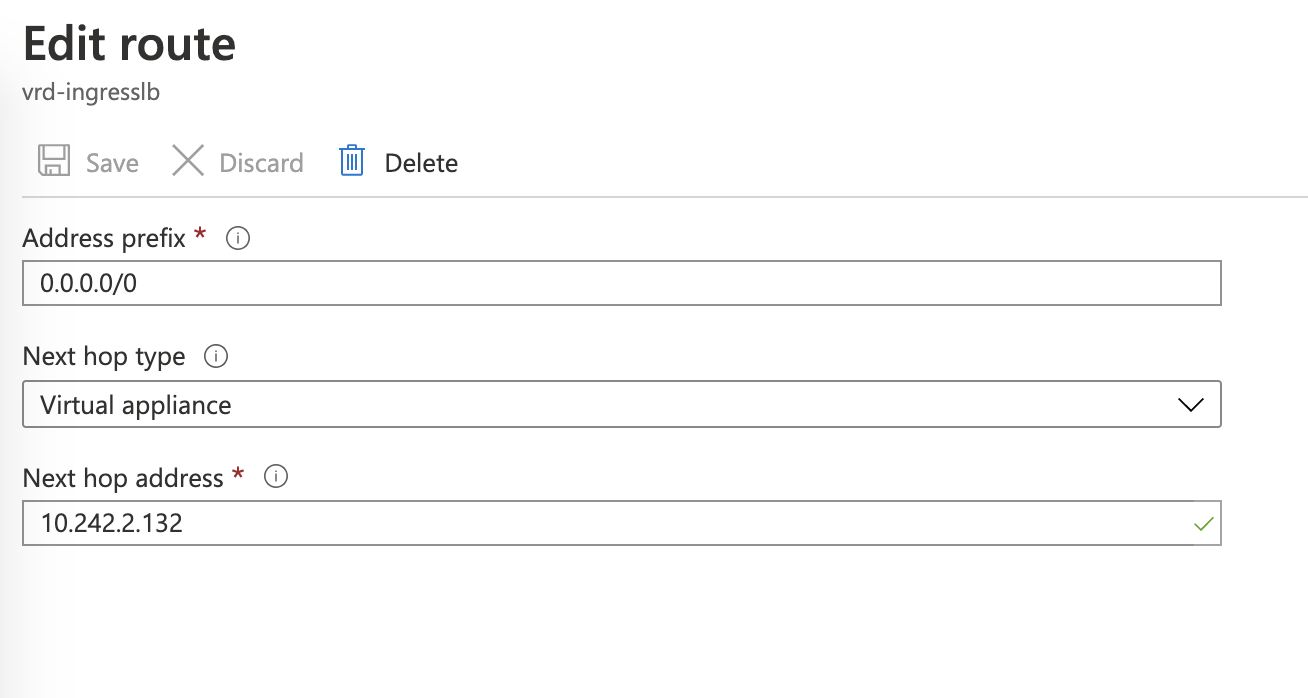 Edit route
vrd-ingresslb
Save Discard Delete
Address prefix *
0.0.0.0/0
Next hop type
Virtual appliance
Next hop address *
10.242.2.132